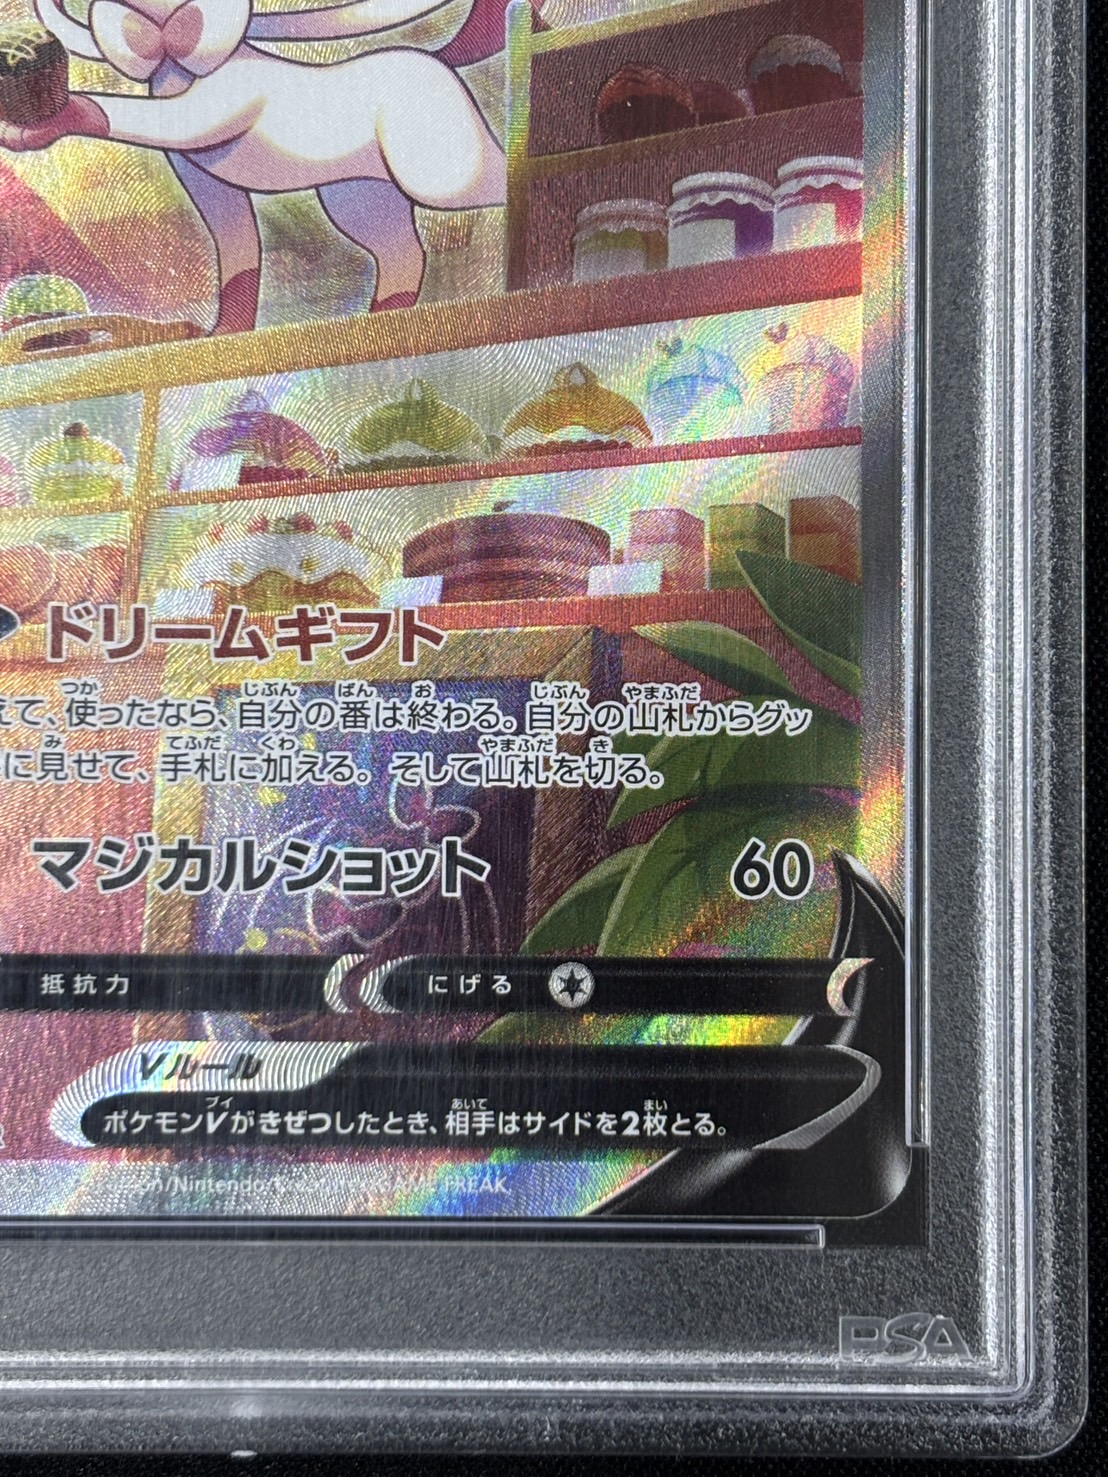 ドリームギフト
えて、使ったなら、自分の番は終わる。自分の山札からグッ
に見せて、手札に加える。そして山札を切る。
マジカルショット 60
抵抗力 にげる
Vルール
ポケモンVがきぜつしたとき、相手はサイドを2枚とる。
/Nintendo/ GAME FREAK
PSA